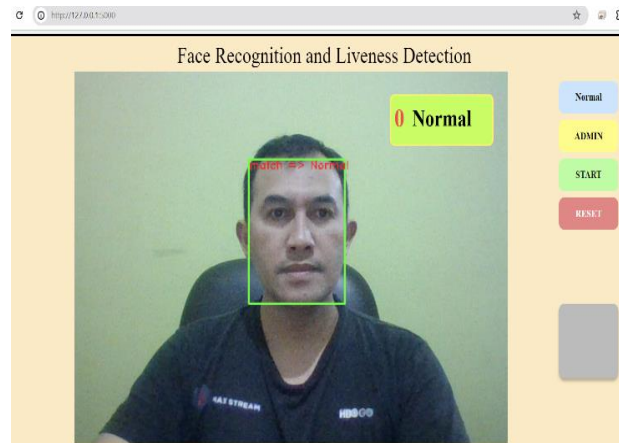 http://127.0.0.1:5000
Face Recognition and Liveness Detection
0 Normal
match => Normal
Normal
ADMIN
START
RESET
MAX STREAM